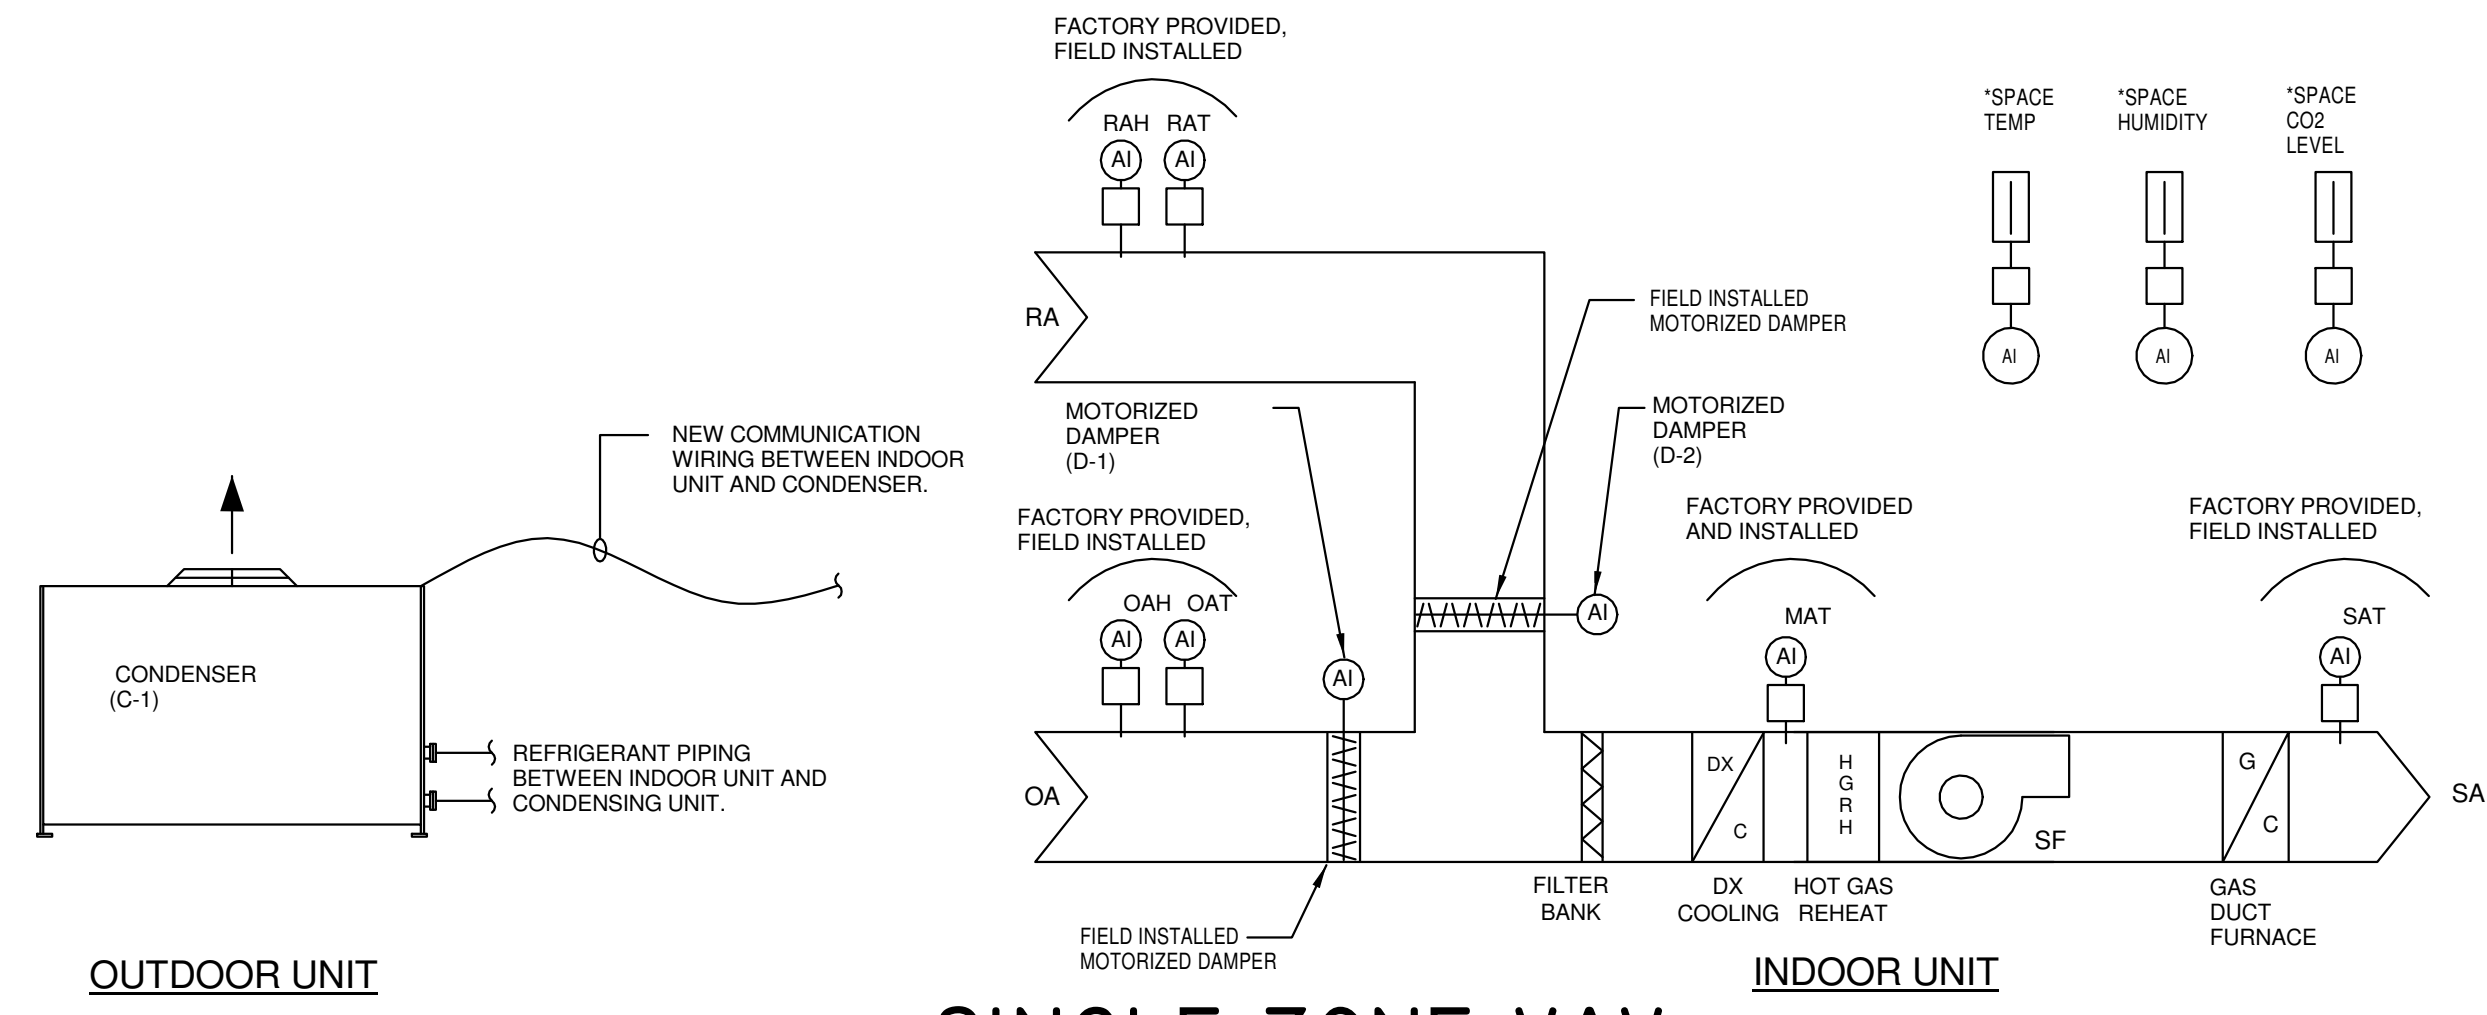 FACTORY PROVIDED,
FIELD INSTALLED
RAH RAT
AI AI
*SPACE
TEMP
*SPACE
HUMIDITY
*SPACE
CO2
LEVEL
AI AI AI
RA
FIELD INSTALLED
MOTORIZED DAMPER
MOTORIZED
DAMPER
(D-1)
MOTORIZED
DAMPER
(D-2)
NEW COMMUNICATION
WIRING BETWEEN INDOOR
UNIT AND CONDENSER.
FACTORY PROVIDED,
FIELD INSTALLED
OAH OAT
AI AI
AI
AI
FACTORY PROVIDED
AND INSTALLED
MAT
AI
FACTORY PROVIDED,
FIELD INSTALLED
SAT
AI
CONDENSER
(C-1)
REFRIGERANT PIPING
BETWEEN INDOOR UNIT AND
CONDENSING UNIT.
OA
DX
C
H
G
R
H
SF
G
C
SA
FILTER
BANK
DX
COOLING
HOT GAS
REHEAT
GAS
DUCT
FURNACE
FIELD INSTALLED
MOTORIZED DAMPER
OUTDOOR UNIT
INDOOR UNIT
SINGLE ZONE VAV